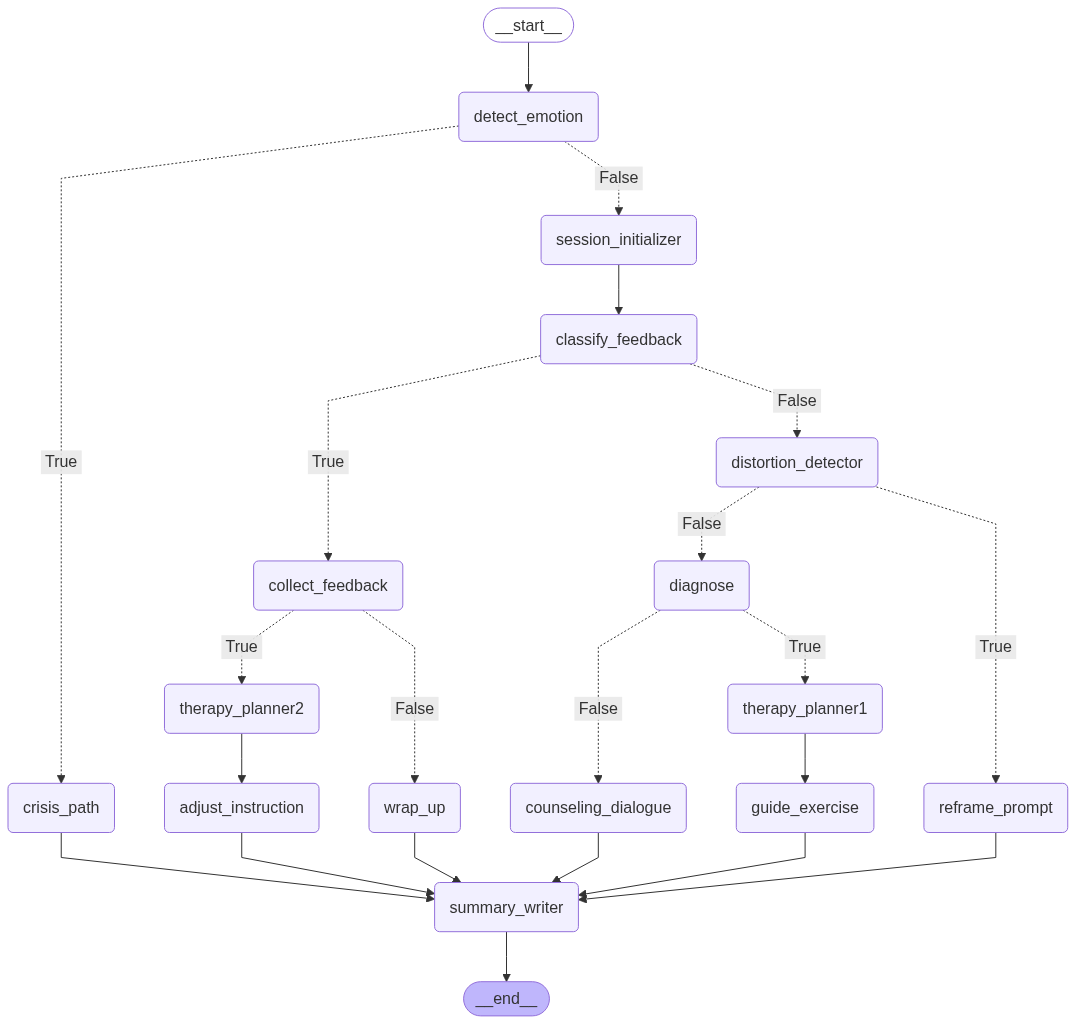 __start__
detect_emotion
False
session_initializer
classify_feedback
False
True
True
distortion_detector
False
collect_feedback
diagnose
True
True
True
therapy_planner2
False
False
therapy_planner1
crisis_path
adjust_instruction
wrap_up
counseling_dialogue
guide_exercise
reframe_prompt
summary_writer
__end__